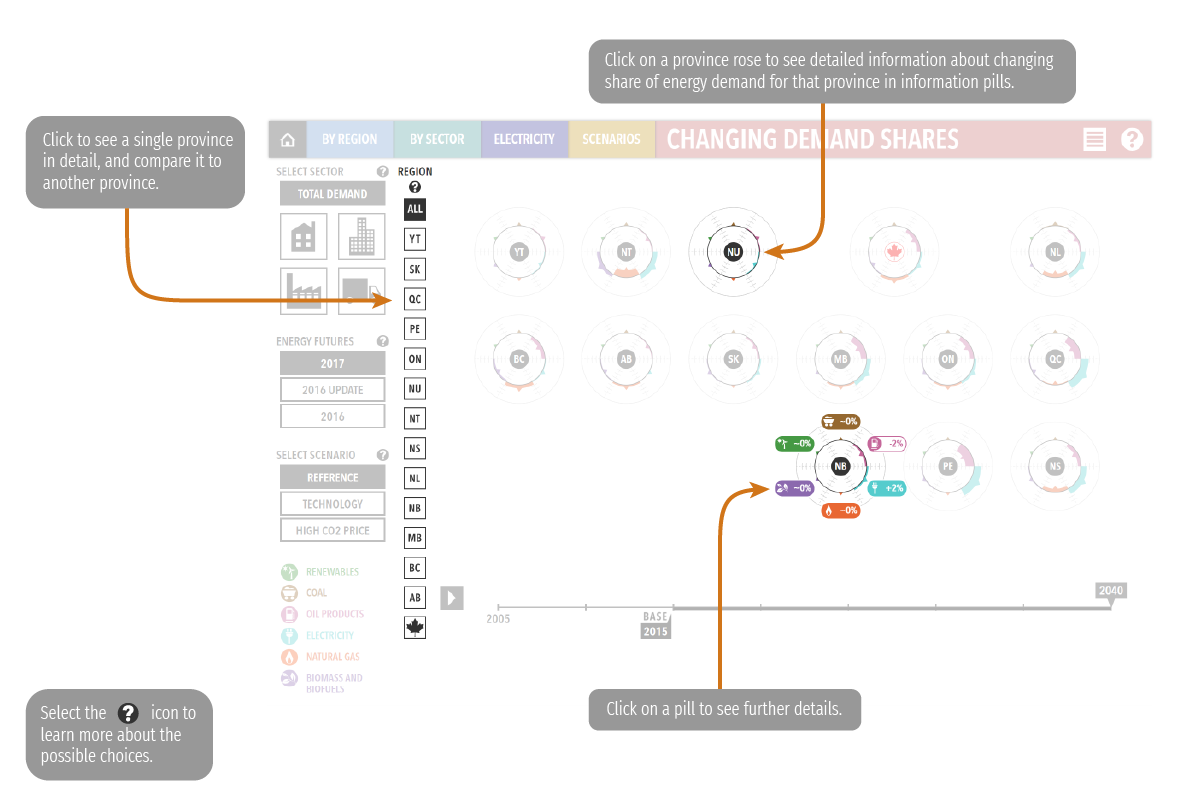 Click on a province rose to see detailed information about changing
share of energy demand for that province in information pills.
Click to see a single province
in detail, and compare it to
another province.
BY REGION
BY SECTOR
ELECTRICITY
SCENARIOS
CHANGING DEMAND SHARES
?
SELECT SECTOR ?
TOTAL DEMAND
REGION
?
ALL
YT
SK
QC
PE
ON
NU
NT
NS
NL
NB
MB
BC
AB
ENERGY FUTURES ?
2017
2016 UPDATE
2016
SELECT SCENARIO ?
REFERENCE
TECHNOLOGY
HIGH CO2 PRICE
RENEWABLES
COAL
OIL PRODUCTS
ELECTRICITY
NATURAL GAS
BIOMASS AND
BIOFUELS
YT
NT
NU
NL
BC
AB
SK
MB
ON
QC
~0%
~0%
-2%
NB
~0%
+2%
~0%
PE
NS
2005
BASE
2015
2040
Select the ? icon to
learn more about the
possible choices.
Click on a pill to see further details.